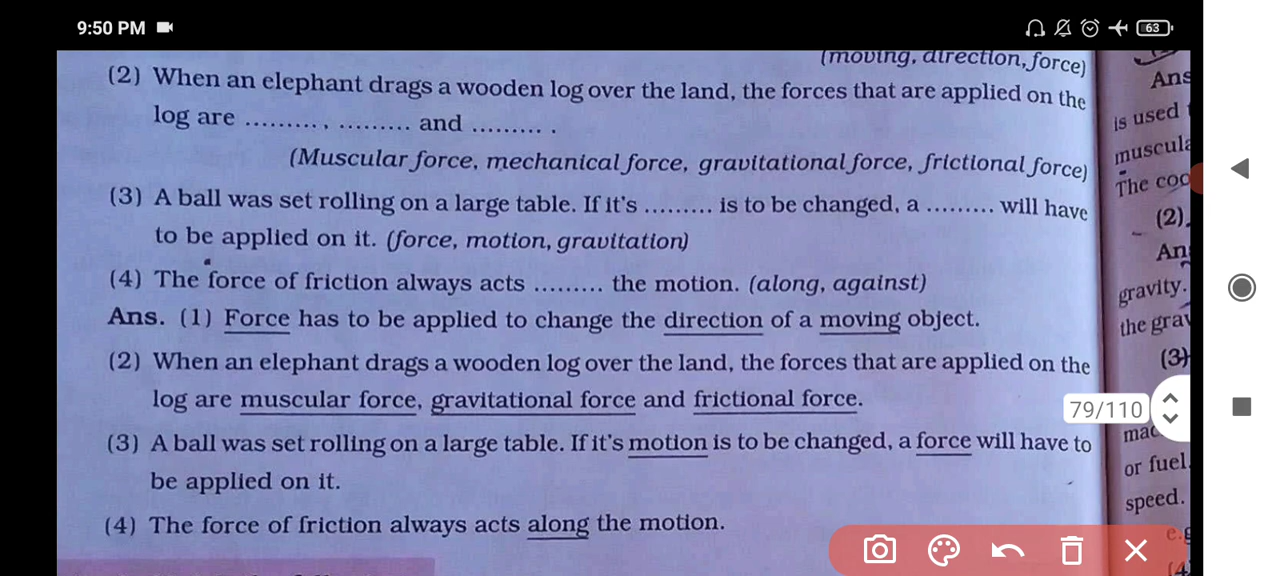 9:50 PM
63
(moving, direction, force)
(2) When an elephant drags a wooden log over the land, the forces that are applied on the
log are ........., ......... and ......... .
(Muscular force, mechanical force, gravitational force, frictional force)
(3) A ball was set rolling on a large table. If it's ......... is to be changed, a ......... will have
to be applied on it. (force, motion, gravitation)
(4) The force of friction always acts ......... the motion. (along, against)
Ans. (1) Force has to be applied to change the direction of a moving object.
(2) When an elephant drags a wooden log over the land, the forces that are applied on the
log are muscular force, gravitational force and frictional force.
(3) A ball was set rolling on a large table. If it's motion is to be changed, a force will have to
be applied on it.
(4) The force of friction always acts along the motion.
Ans
is used
muscula
The coo
(2)
An
gravity.
the gra
(3)
79/110
mac
or fuel.
speed.
e.g
(4